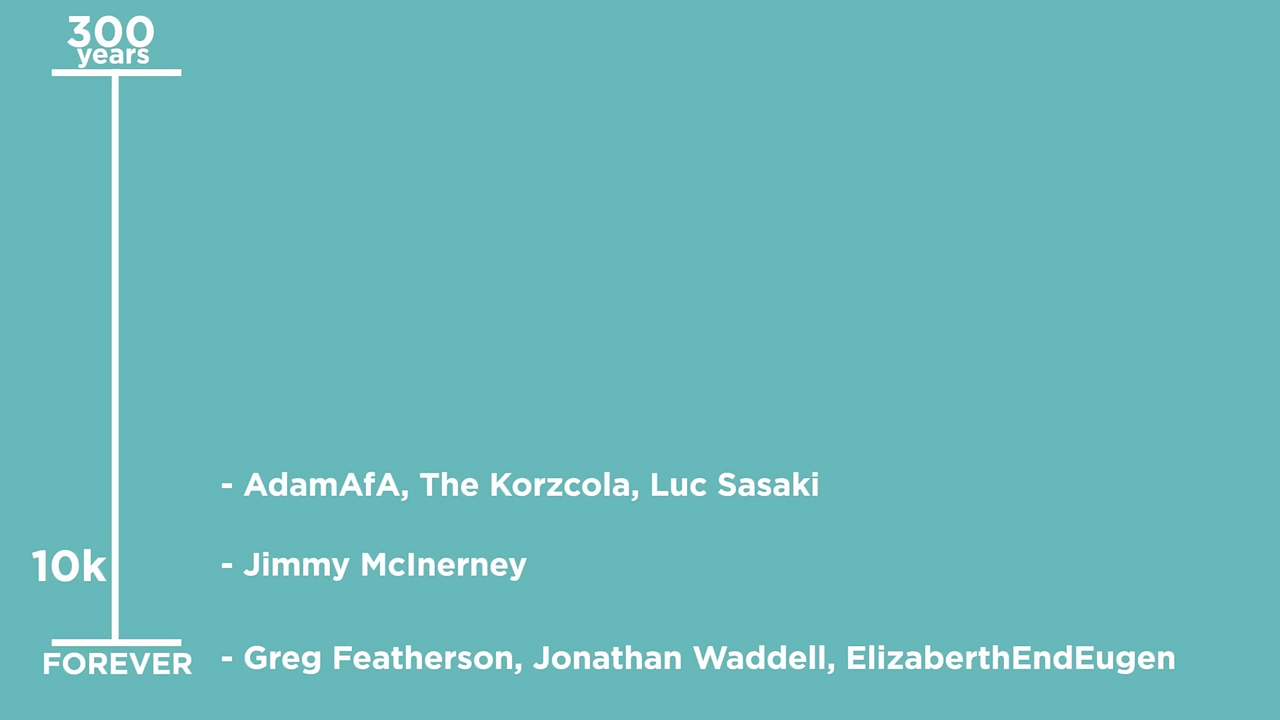 300
years
- AdamAfA, The Korzcola, Luc Sasaki
10k
- Jimmy McInerney
FOREVER
- Greg Featherson, Jonathan Waddell, ElizaberthEndEugen